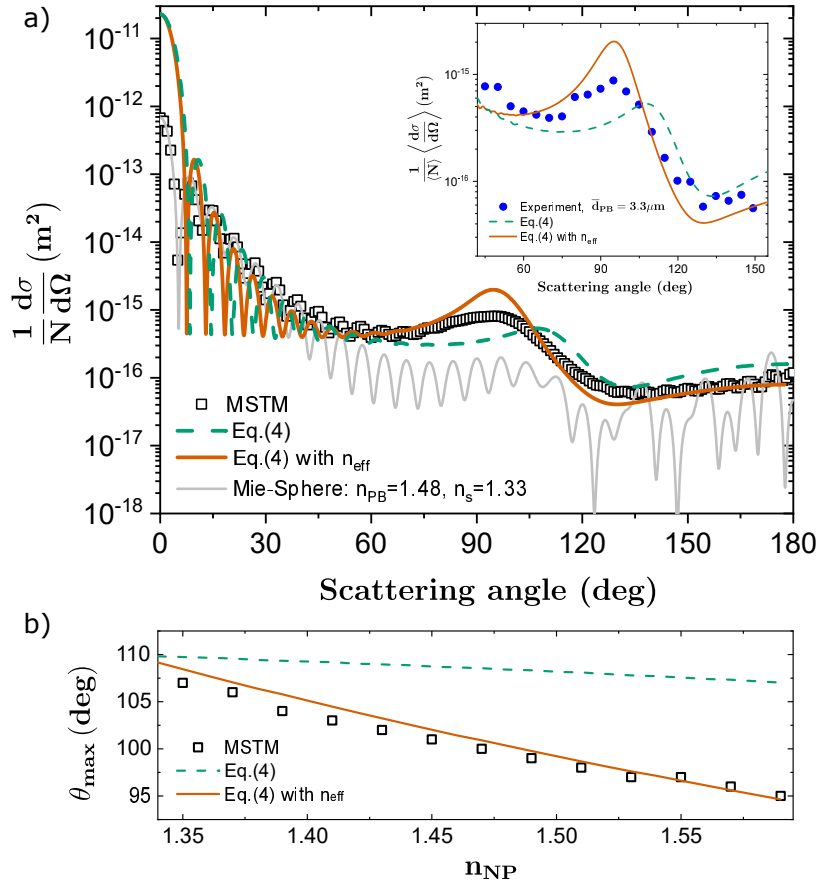 a)
10⁻¹¹
10⁻¹²
10⁻¹³
10⁻¹⁴
10⁻¹⁵
10⁻¹⁶
10⁻¹⁷
10⁻¹⁸
1/N dσ/dΩ (m²)
MSTM
Eq.(4)
Eq.(4) with n_eff
Mie-Sphere: n_PB=1.48, n_s=1.33
0 30 60 90 120 150 180
Scattering angle (deg)
10⁻¹⁵
10⁻¹⁶
1/⟨N⟩ ⟨dσ/dΩ⟩ (m²)
Experiment, d̅_PB = 3.3μm
Eq.(4)
Eq.(4) with n_eff
60 90 120 150
Scattering angle (deg)
b)
110
105
100
95
θ_max (deg)
MSTM
Eq.(4)
Eq.(4) with n_eff
1.35 1.40 1.45 1.50 1.55
n_NP